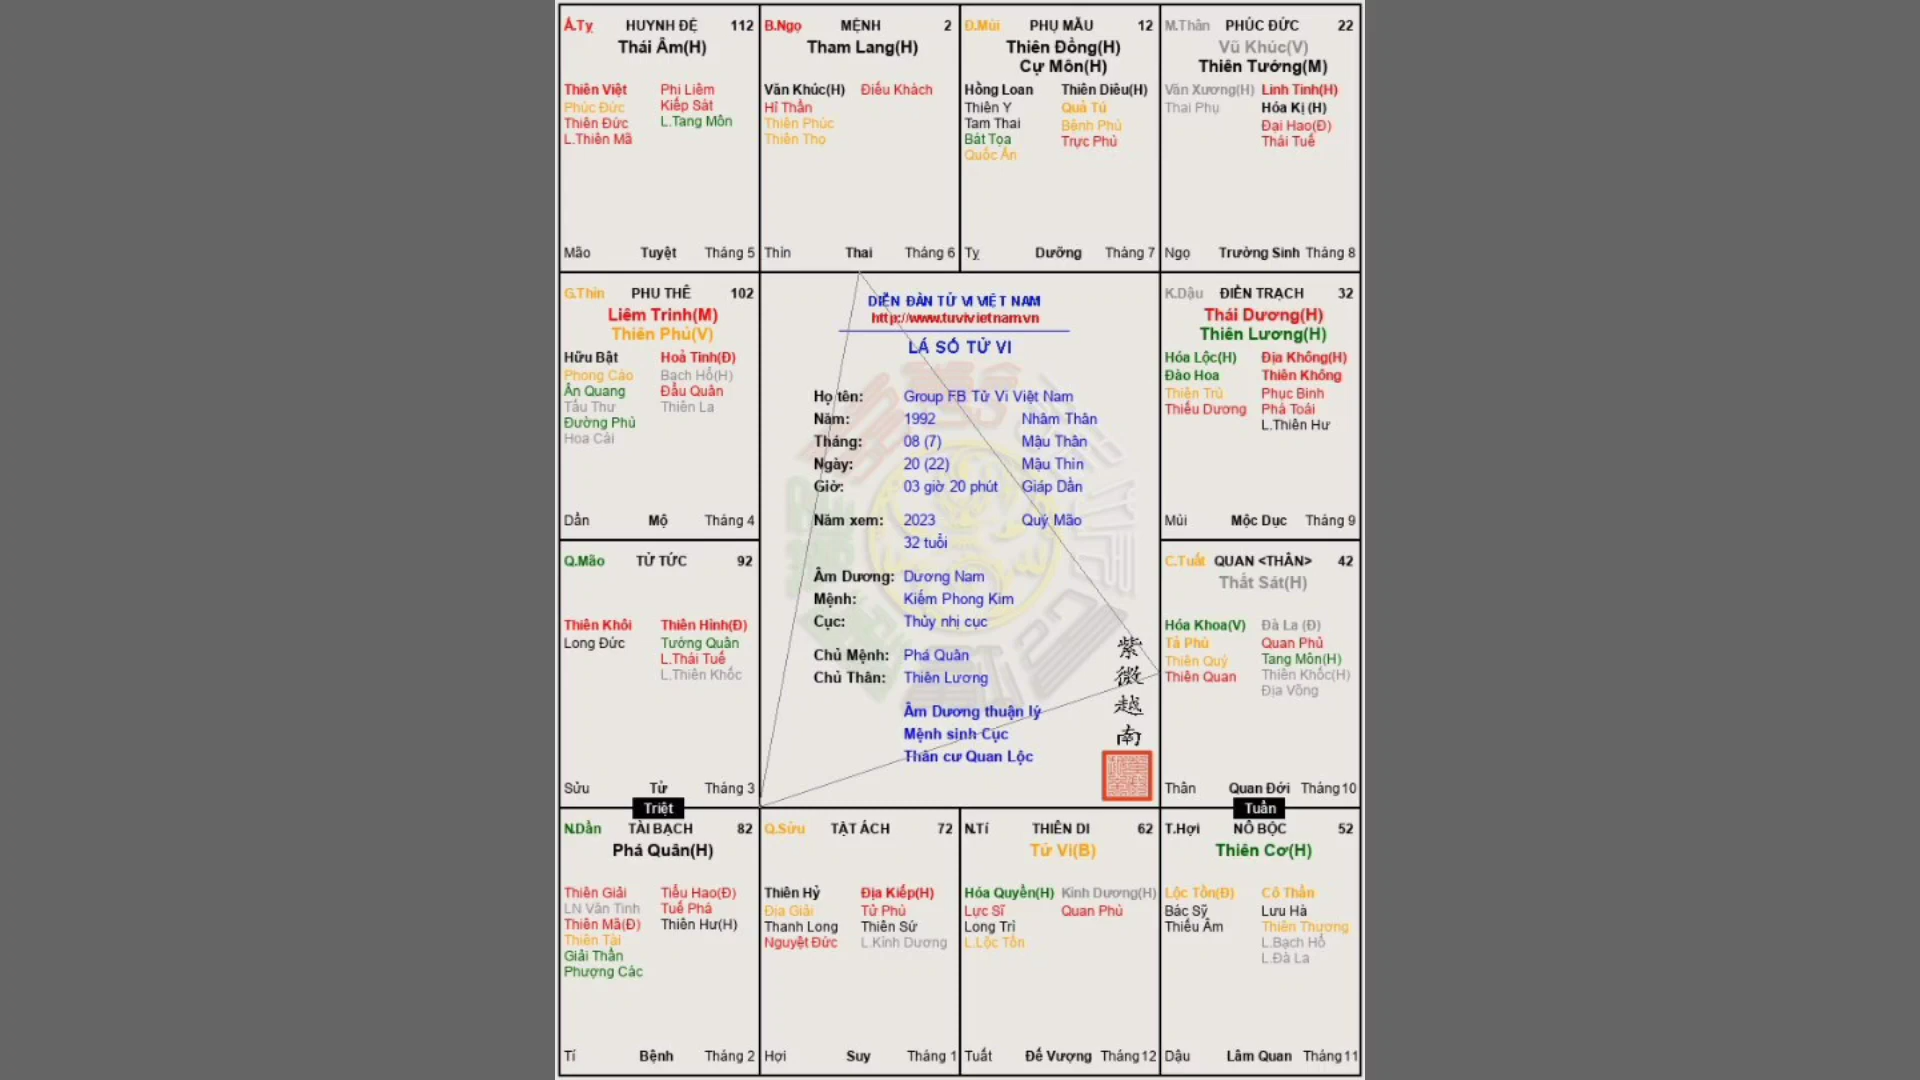 Ấ.Tỵ HUYNH ĐỆ 112
Thái Âm(H)
Thiên Việt Phi Liêm
Phúc Đức Kiếp Sát
Thiên Đức L.Tang Môn
L.Thiên Mã
Mão Tuyệt Tháng 5
B.Ngọ MỆNH 2
Tham Lang(H)
Văn Khúc(H) Điếu Khách
Hỉ Thần
Thiên Phúc
Thiên Thọ
Thìn Thai Tháng 6
Đ.Mùi PHỤ MẪU 12
Thiên Đồng(H)
Cự Môn(H)
Hồng Loan Thiên Diêu(H)
Thiên Y Quả Tú
Tam Thai Bệnh Phù
Bát Tọa Trực Phù
Quốc Ấn
Tỵ Dưỡng Tháng 7
M.Thân PHÚC ĐỨC 22
Vũ Khúc(V)
Thiên Tướng(M)
Văn Xương(H) Linh Tinh(H)
Thai Phụ Hóa Kị (H)
Đại Hao(Đ)
Thái Tuế
Ngọ Trường Sinh Tháng 8
G.Thìn PHU THÊ 102
Liêm Trinh(M)
Thiên Phủ(V)
Hữu Bật Hoả Tinh(Đ)
Phong Cáo Bạch Hổ(H)
Ân Quang Đẩu Quân
Tấu Thư Thiên La
Đường Phù
Hoa Cái
Dần Mộ Tháng 4
DIỄN ĐÀN TỬ VI VIỆT NAM
http://www.tuvivietnam.vn
LÁ SỐ TỬ VI
Họ tên: Group FB Tử Vi Việt Nam
Năm: 1992 Nhâm Thân
Tháng: 08 (7) Mậu Thân
Ngày: 20 (22) Mậu Thìn
Giờ: 03 giờ 20 phút Giáp Dần
Năm xem: 2023 Quý Mão
32 tuổi
Âm Dương: Dương Nam
Mệnh: Kiếm Phong Kim
Cục: Thủy nhị cục
Chủ Mệnh: Phá Quân
Chủ Thân: Thiên Lương
Âm Dương thuận lý
Mệnh sinh Cục
Thân cư Quan Lộc
紫
微
越
南
K.Dậu ĐIỀN TRẠCH 32
Thái Dương(H)
Thiên Lương(H)
Hóa Lộc(H) Địa Không(H)
Đào Hoa Thiên Không
Thiên Trù Phục Binh
Thiếu Dương Phá Toái
L.Thiên Hư
Mùi Mộc Dục Tháng 9
Q.Mão TỬ TỨC 92
Thiên Khôi Thiên Hình(Đ)
Long Đức Tướng Quân
L.Thái Tuế
L.Thiên Khốc
Sửu Tử Tháng 3
C.Tuất QUAN <THÂN> 42
Thất Sát(H)
Hóa Khoa(V) Đà La (Đ)
Tả Phù Quan Phủ
Thiên Quý Tang Môn(H)
Thiên Quan Thiên Khốc(H)
Địa Võng
Thân Quan Đới Tháng 10
Triệt Tuần
N.Dần TÀI BẠCH 82
Phá Quân(H)
Thiên Giải Tiểu Hao(Đ)
LN Văn Tinh Tuế Phá
Thiên Mã(Đ) Thiên Hư(H)
Thiên Tài
Giải Thần
Phượng Các
Tí Bệnh Tháng 2
Q.Sửu TẬT ÁCH 72
Thiên Hỷ Địa Kiếp(H)
Địa Giải Tử Phù
Thanh Long Thiên Sứ
Nguyệt Đức L.Kình Dương
Hợi Suy Tháng 1
N.Tí THIÊN DI 62
Tử Vi(B)
Hóa Quyền(H) Kình Dương(H)
Lực Sĩ Quan Phù
Long Trì
L.Lộc Tồn
Tuất Đế Vượng Tháng 12
T.Hợi NÔ BỘC 52
Thiên Cơ(H)
Lộc Tồn(Đ) Cô Thần
Bác Sỹ Lưu Hà
Thiếu Âm Thiên Thương
L.Bạch Hổ
L.Đà La
Dậu Lâm Quan Tháng 11